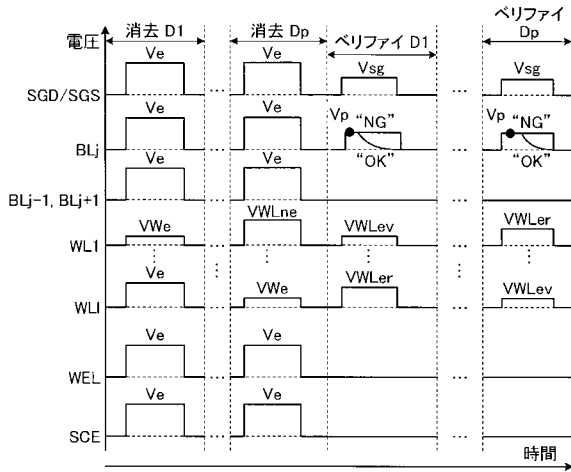 電圧
消去 D1
消去 Dp
ベリファイ D1
ベリファイ
Dp
SGD/SGS
Ve
...
Ve
Vsg
...
Vsg
BLj
Ve
...
Ve
Vp
“NG”
“OK”
...
Vp
“NG”
“OK”
BLj-1, BLj+1
Ve
...
Ve
...
WL1
VWe
...
VWLne
VWLev
...
VWLer
WLl
Ve
...
VWe
VWLer
...
VWLev
WEL
Ve
...
Ve
...
SCE
Ve
...
Ve
...
時間